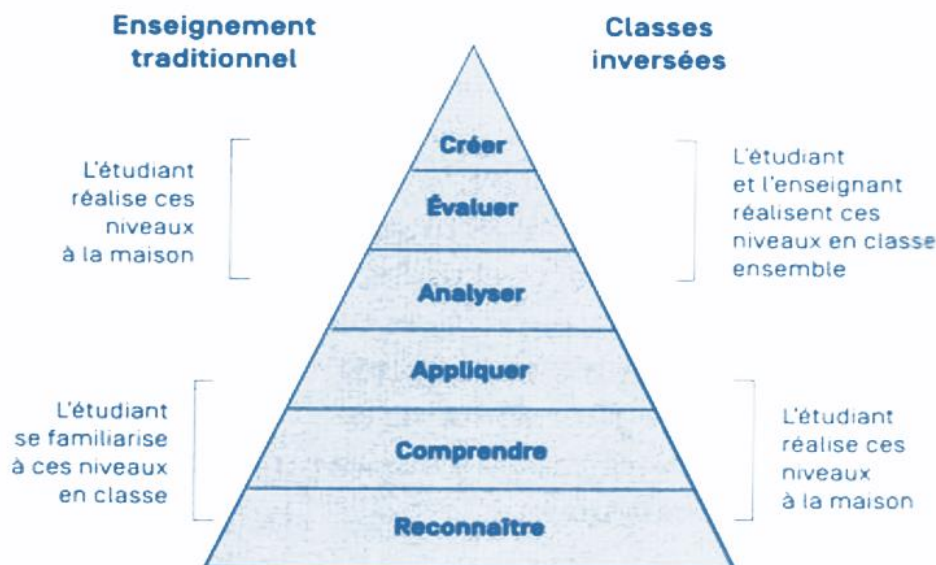 Enseignement
traditionnel
Classes
inversées
L'étudiant
réalise ces
niveaux
à la maison
Créer
Évaluer
Analyser
Appliquer
Comprendre
Reconnaître
L'étudiant
et l'enseignant
réalisent ces
niveaux en classe
ensemble
L'étudiant
se familiarise
à ces niveaux
en classe
L'étudiant
réalise ces
niveaux
à la maison